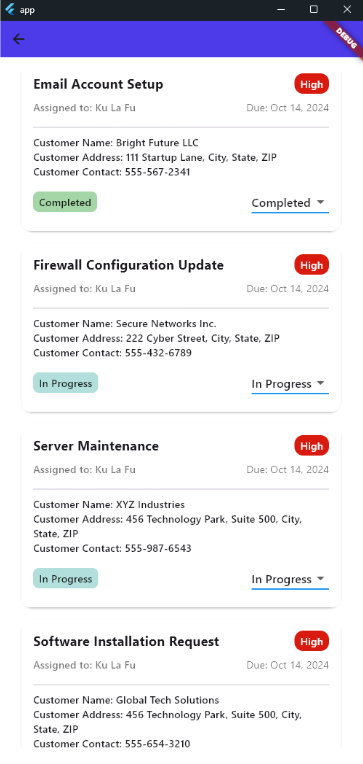 app
DEBUG
Email Account Setup High
Assigned to: Ku La Fu Due: Oct 14, 2024
Customer Name: Bright Future LLC
Customer Address: 111 Startup Lane, City, State, ZIP
Customer Contact: 555-567-2341
Completed Completed
Firewall Configuration Update High
Assigned to: Ku La Fu Due: Oct 14, 2024
Customer Name: Secure Networks Inc.
Customer Address: 222 Cyber Street, City, State, ZIP
Customer Contact: 555-432-6789
In Progress In Progress
Server Maintenance High
Assigned to: Ku La Fu Due: Oct 14, 2024
Customer Name: XYZ Industries
Customer Address: 456 Technology Park, Suite 500, City,
State, ZIP
Customer Contact: 555-987-6543
In Progress In Progress
Software Installation Request High
Assigned to: Ku La Fu Due: Oct 14, 2024
Customer Name: Global Tech Solutions
Customer Address: 456 Technology Park, Suite 500, City,
State, ZIP
Customer Contact: 555-654-3210